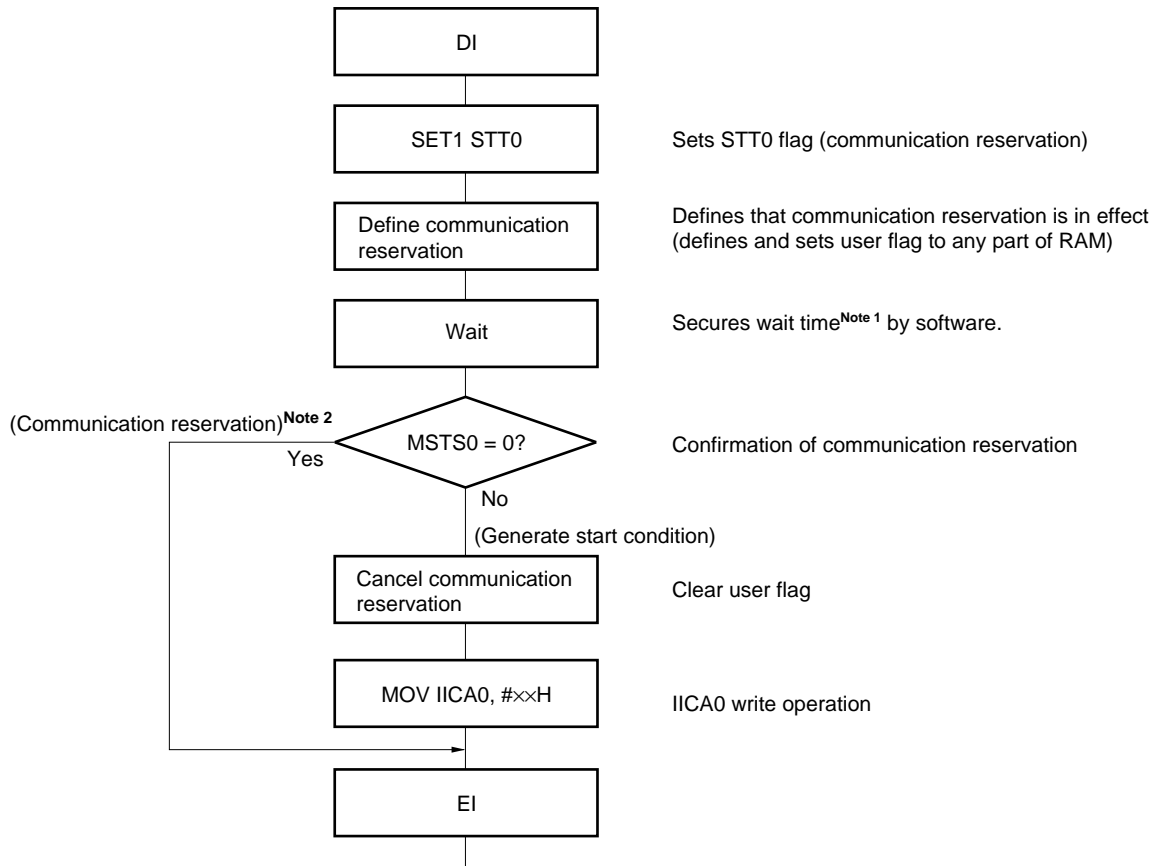 DI
SET1 STT0
Sets STT0 flag (communication reservation)
Define communication
reservation
Defines that communication reservation is in effect
(defines and sets user flag to any part of RAM)
Wait
Secures wait timeNote 1 by software.
(Communication reservation)Note 2
Yes
MSTS0 = 0?
Confirmation of communication reservation
No
(Generate start condition)
Cancel communication
reservation
Clear user flag
MOV IICA0, #××H
IICA0 write operation
EI